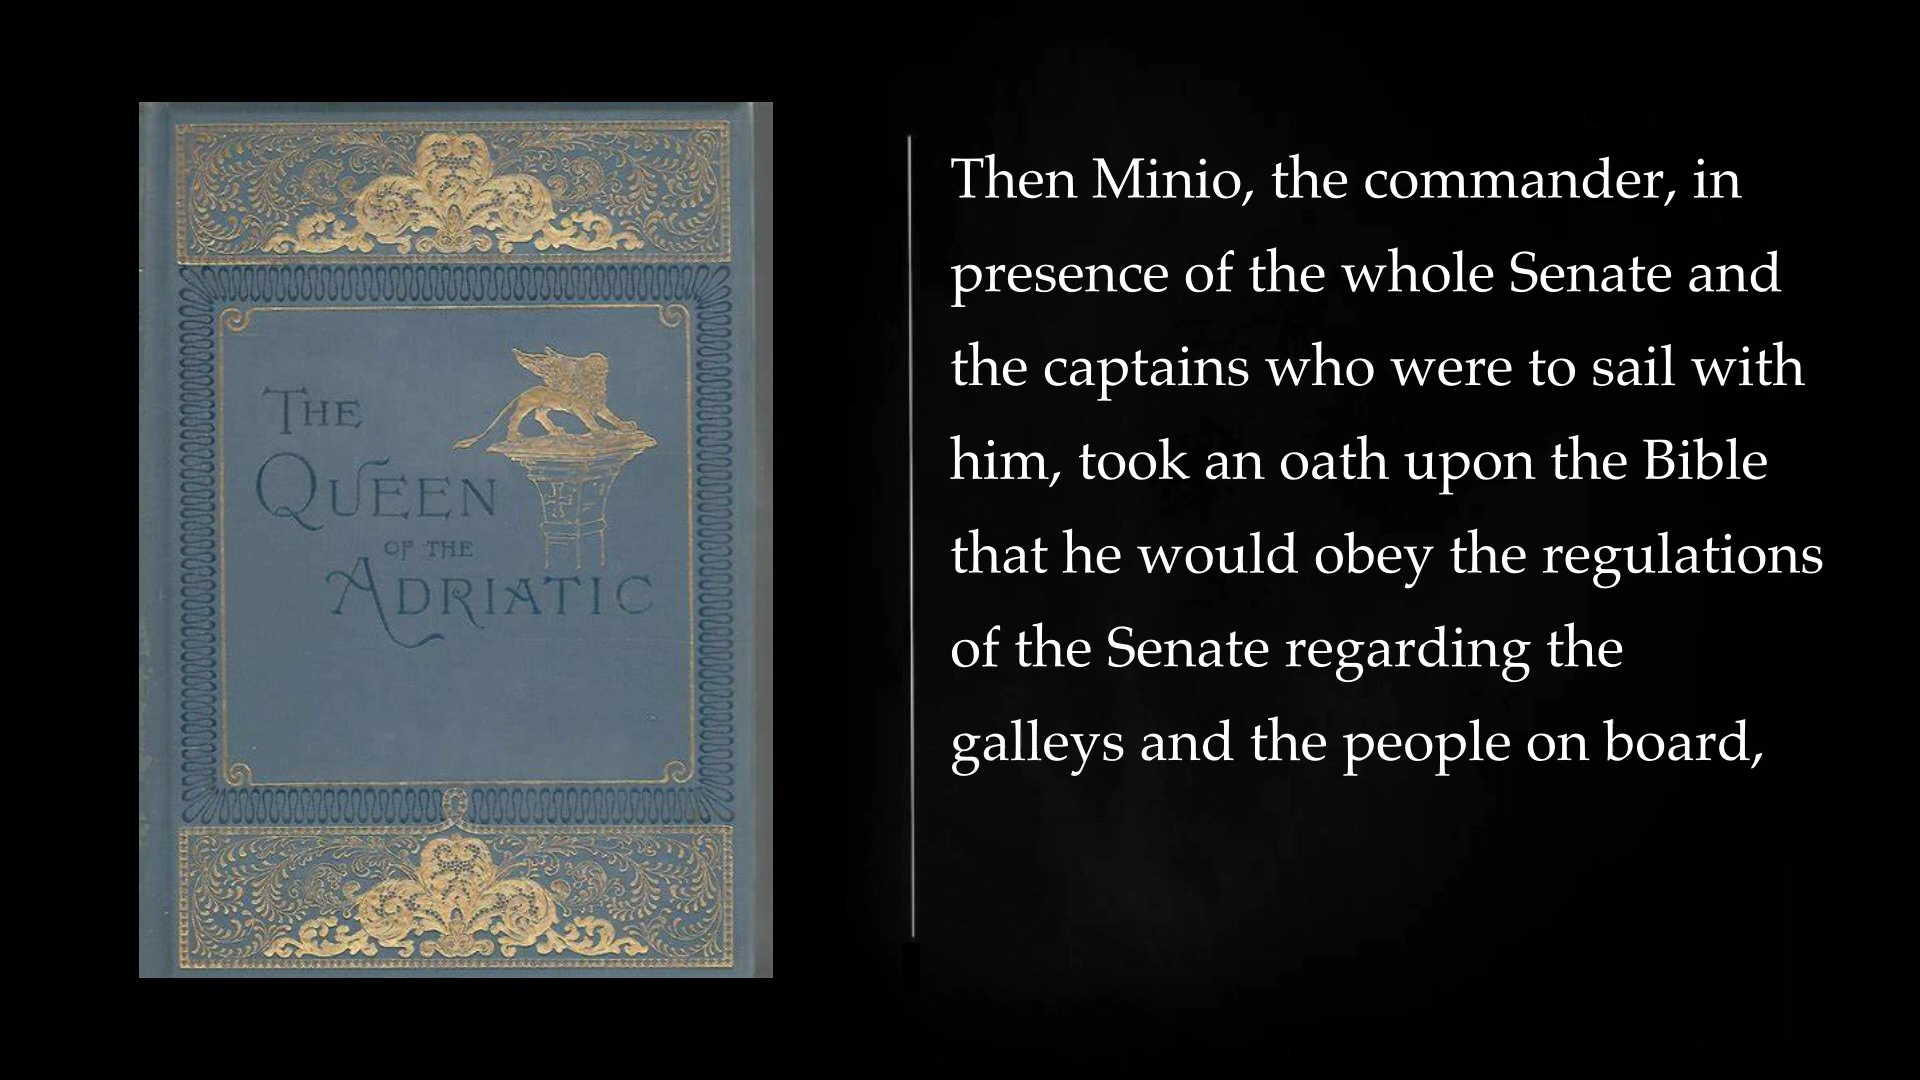 THE
QUEEN
OF THE
ADRIATIC
Then Minio, the commander, in
presence of the whole Senate and
the captains who were to sail with
him, took an oath upon the Bible
that he would obey the regulations
of the Senate regarding the
galleys and the people on board,